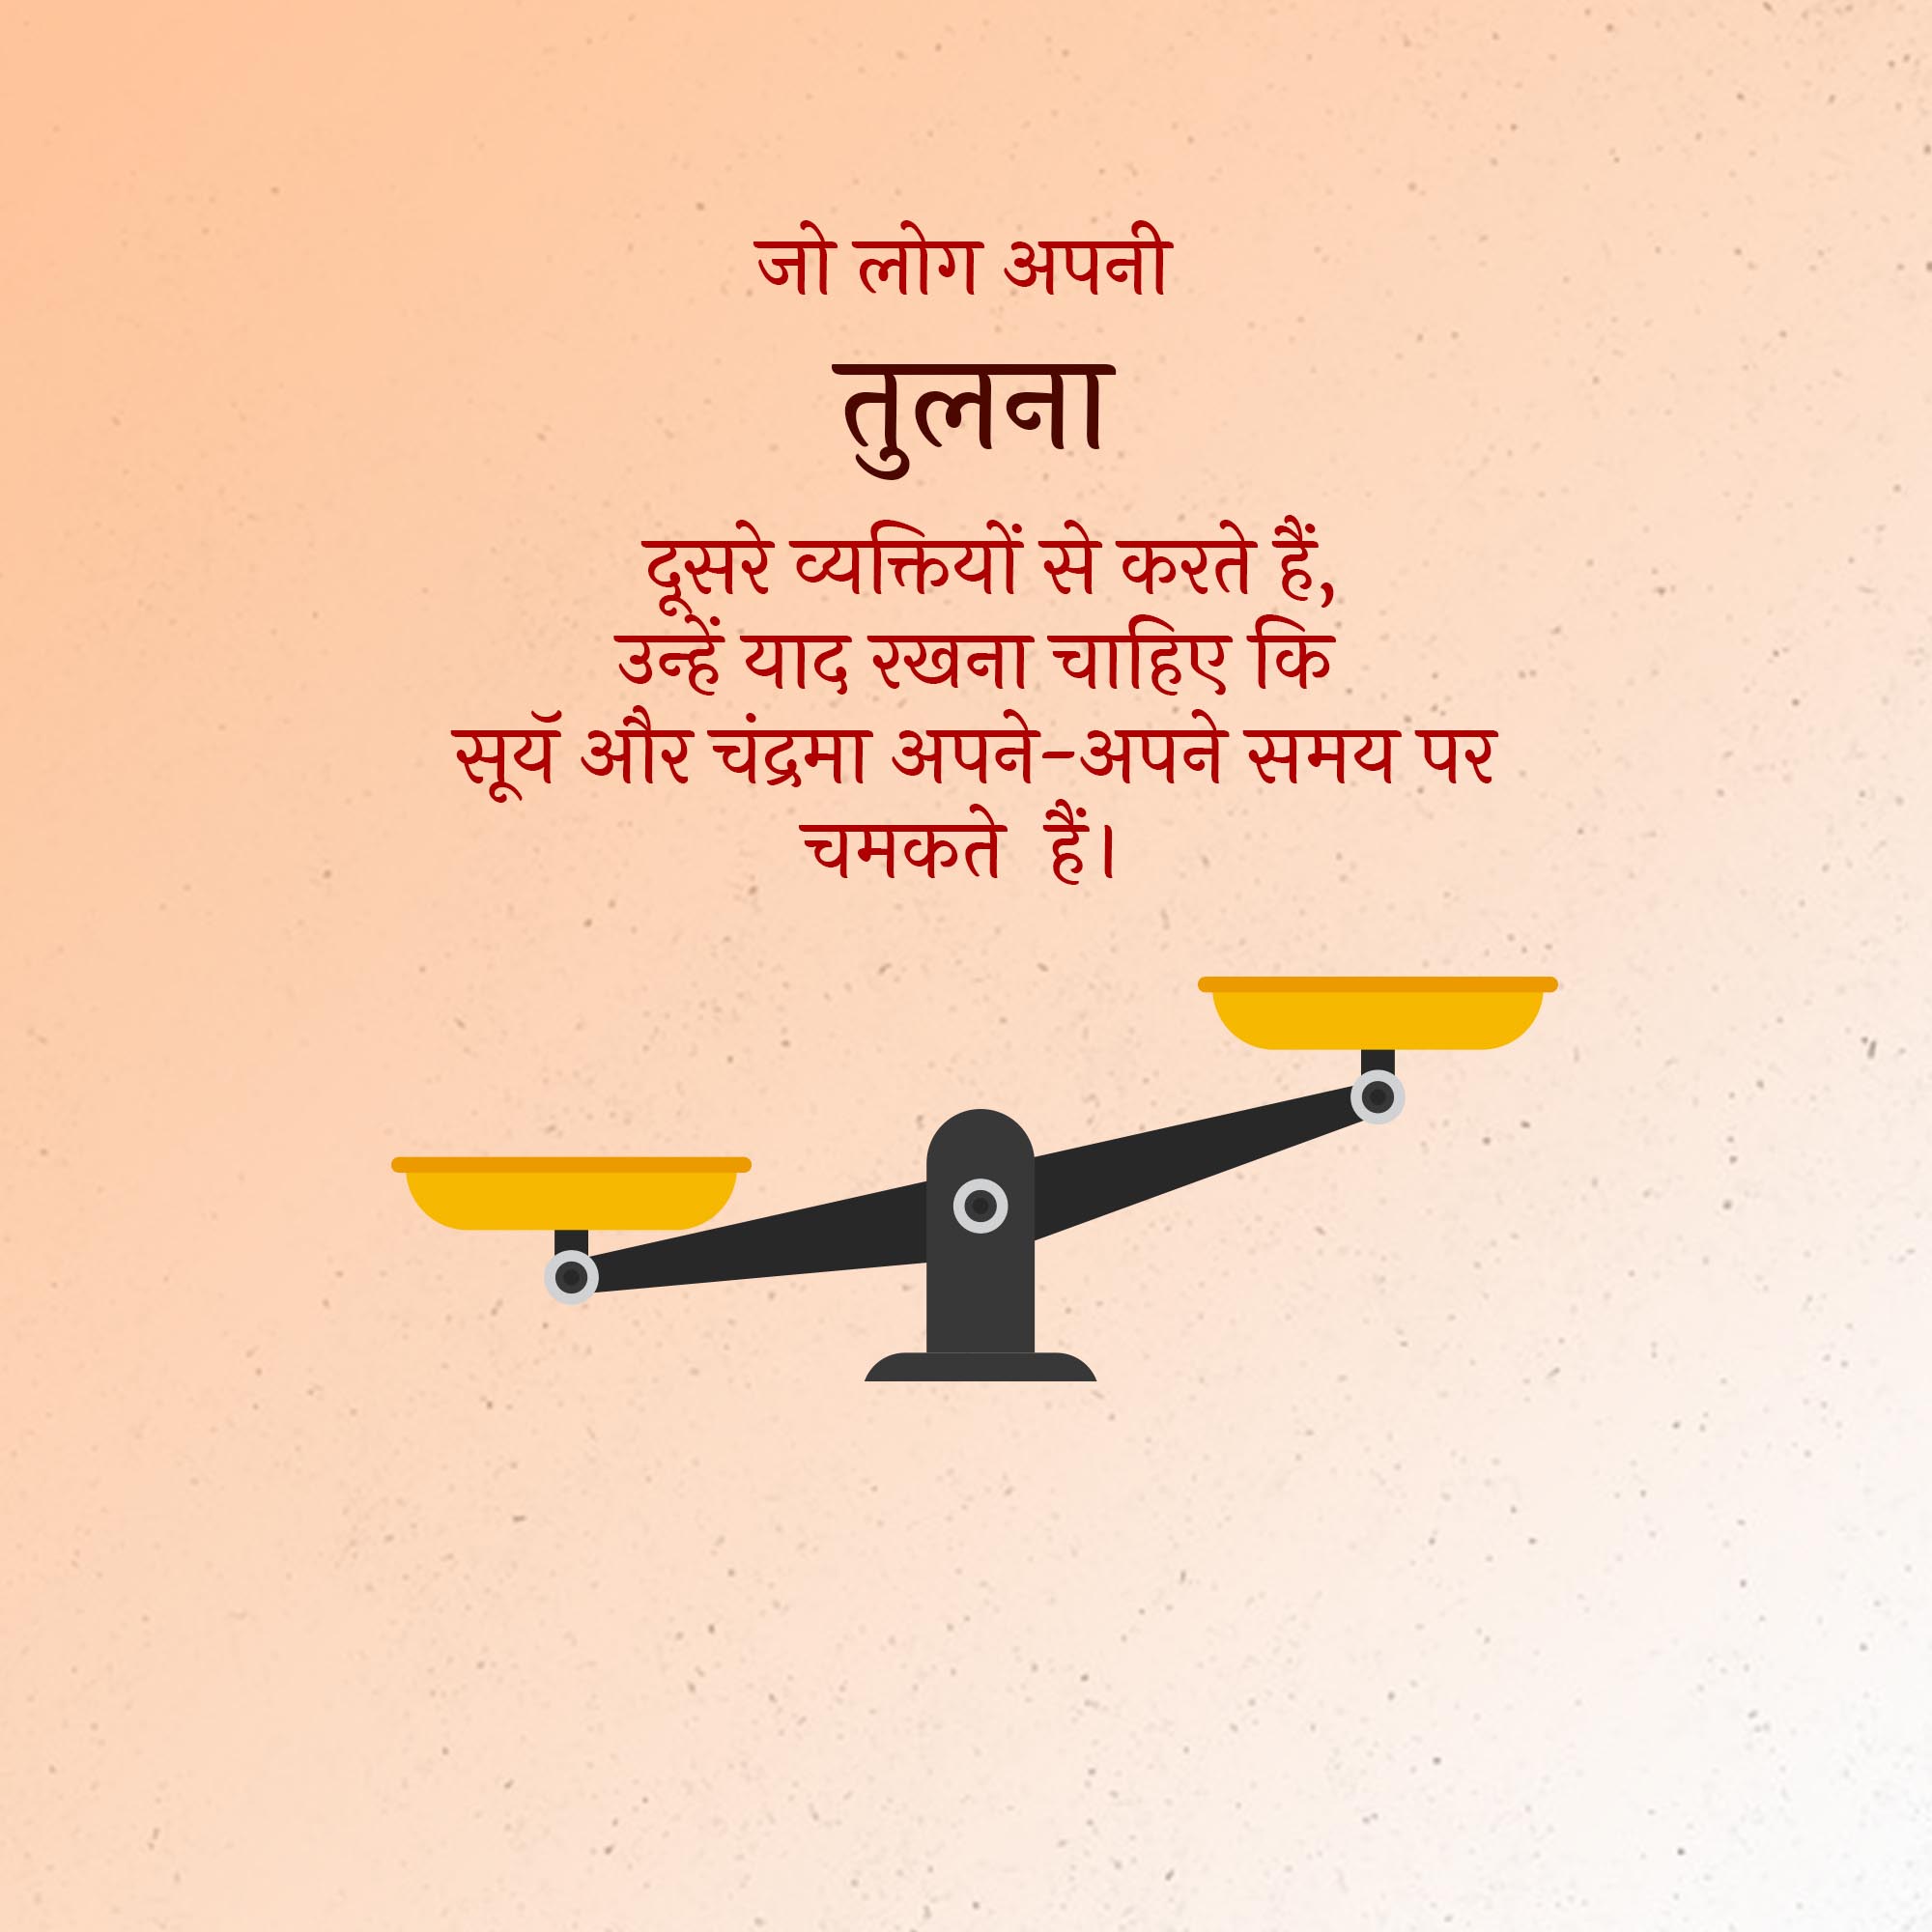 जो लोग अपनी
तुलना
दूसरे व्यक्तियों से करते हैं,
उन्हें याद रखना चाहिए कि
सूयॅ और चंद्रमा अपने-अपने समय पर
चमकते हैं।